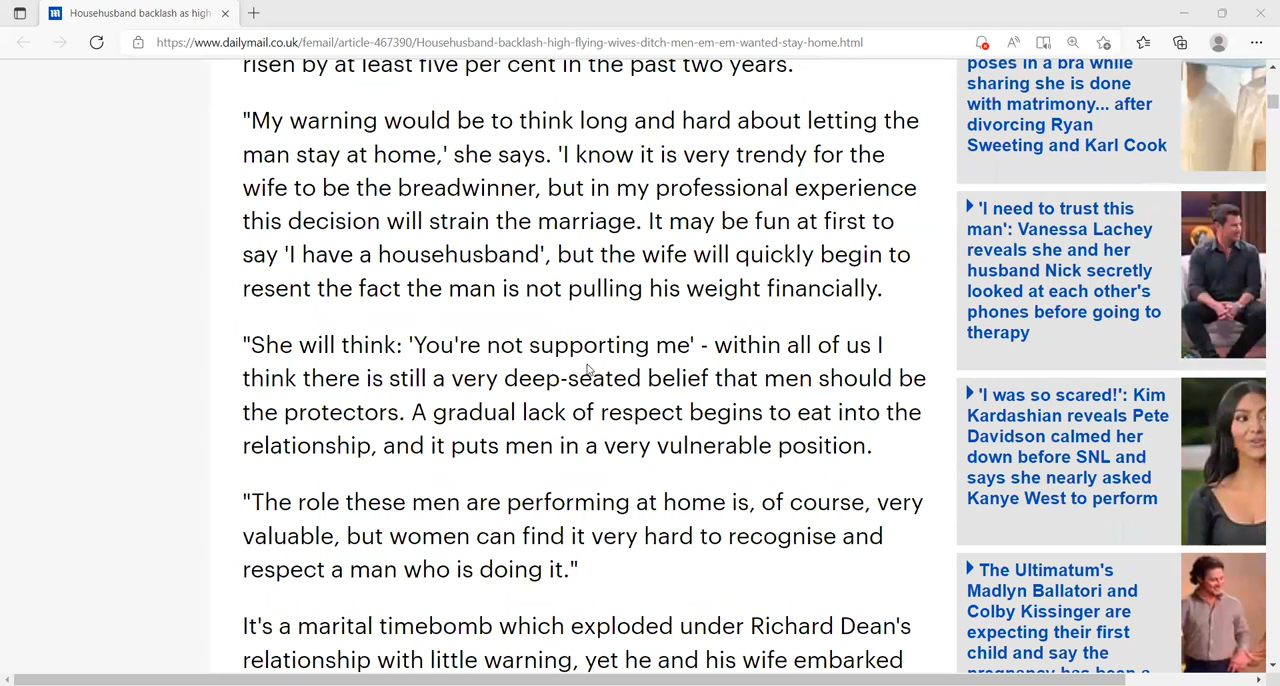 Househusband backlash as high
https://www.dailymail.co.uk/femail/article-467390/Househusband-backlash-high-flying-wives-ditch-men-em-em-wanted-stay-home.html
risen by at least five per cent in the past two years.
"My warning would be to think long and hard about letting the
man stay at home,' she says. 'I know it is very trendy for the
wife to be the breadwinner, but in my professional experience
this decision will strain the marriage. It may be fun at first to
say 'I have a househusband', but the wife will quickly begin to
resent the fact the man is not pulling his weight financially.
"She will think: 'You're not supporting me' - within all of us I
think there is still a very deep-seated belief that men should be
the protectors. A gradual lack of respect begins to eat into the
relationship, and it puts men in a very vulnerable position.
"The role these men are performing at home is, of course, very
valuable, but women can find it very hard to recognise and
respect a man who is doing it."
It's a marital timebomb which exploded under Richard Dean's
relationship with little warning, yet he and his wife embarked
poses in a bra while
sharing she is done
with matrimony... after
divorcing Ryan
Sweeting and Karl Cook
'I need to trust this
man': Vanessa Lachey
reveals she and her
husband Nick secretly
looked at each other's
phones before going to
therapy
'I was so scared!': Kim
Kardashian reveals Pete
Davidson calmed her
down before SNL and
says she nearly asked
Kanye West to perform
The Ultimatum's
Madlyn Ballatori and
Colby Kissinger are
expecting their first
child and say the
pregnancy has been a